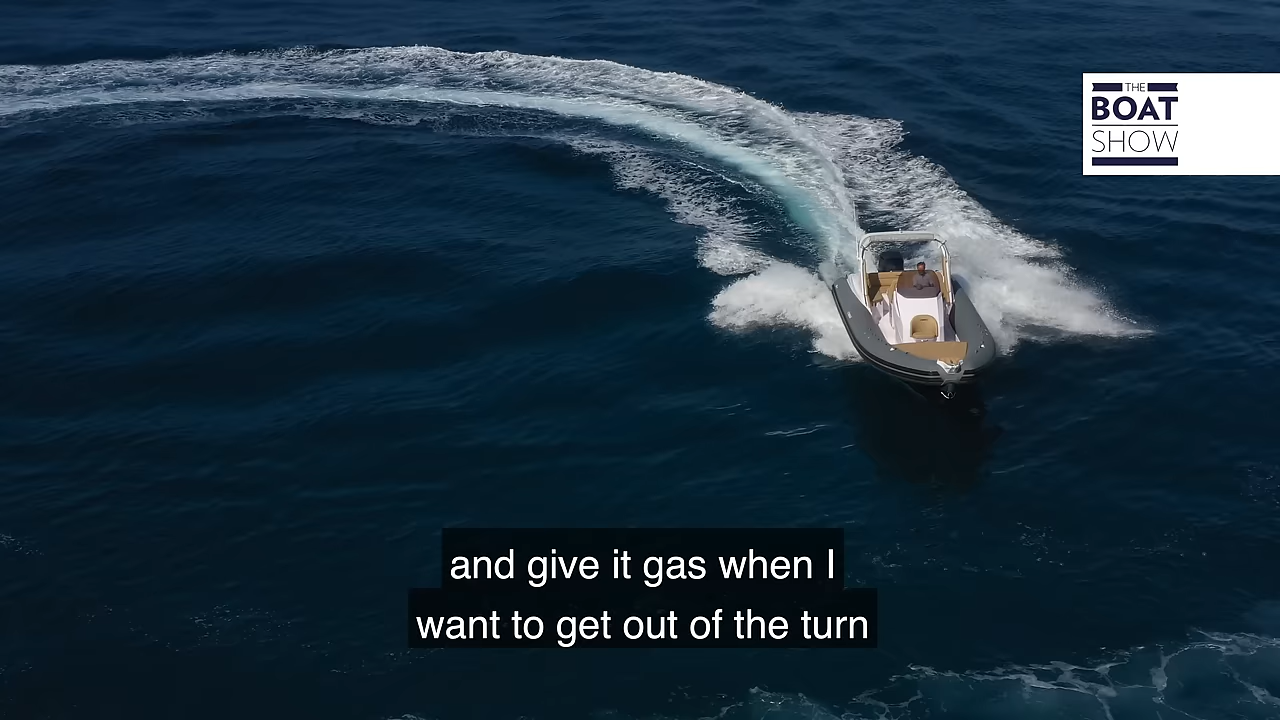 THE
BOAT
SHOW
and give it gas when I
want to get out of the turn